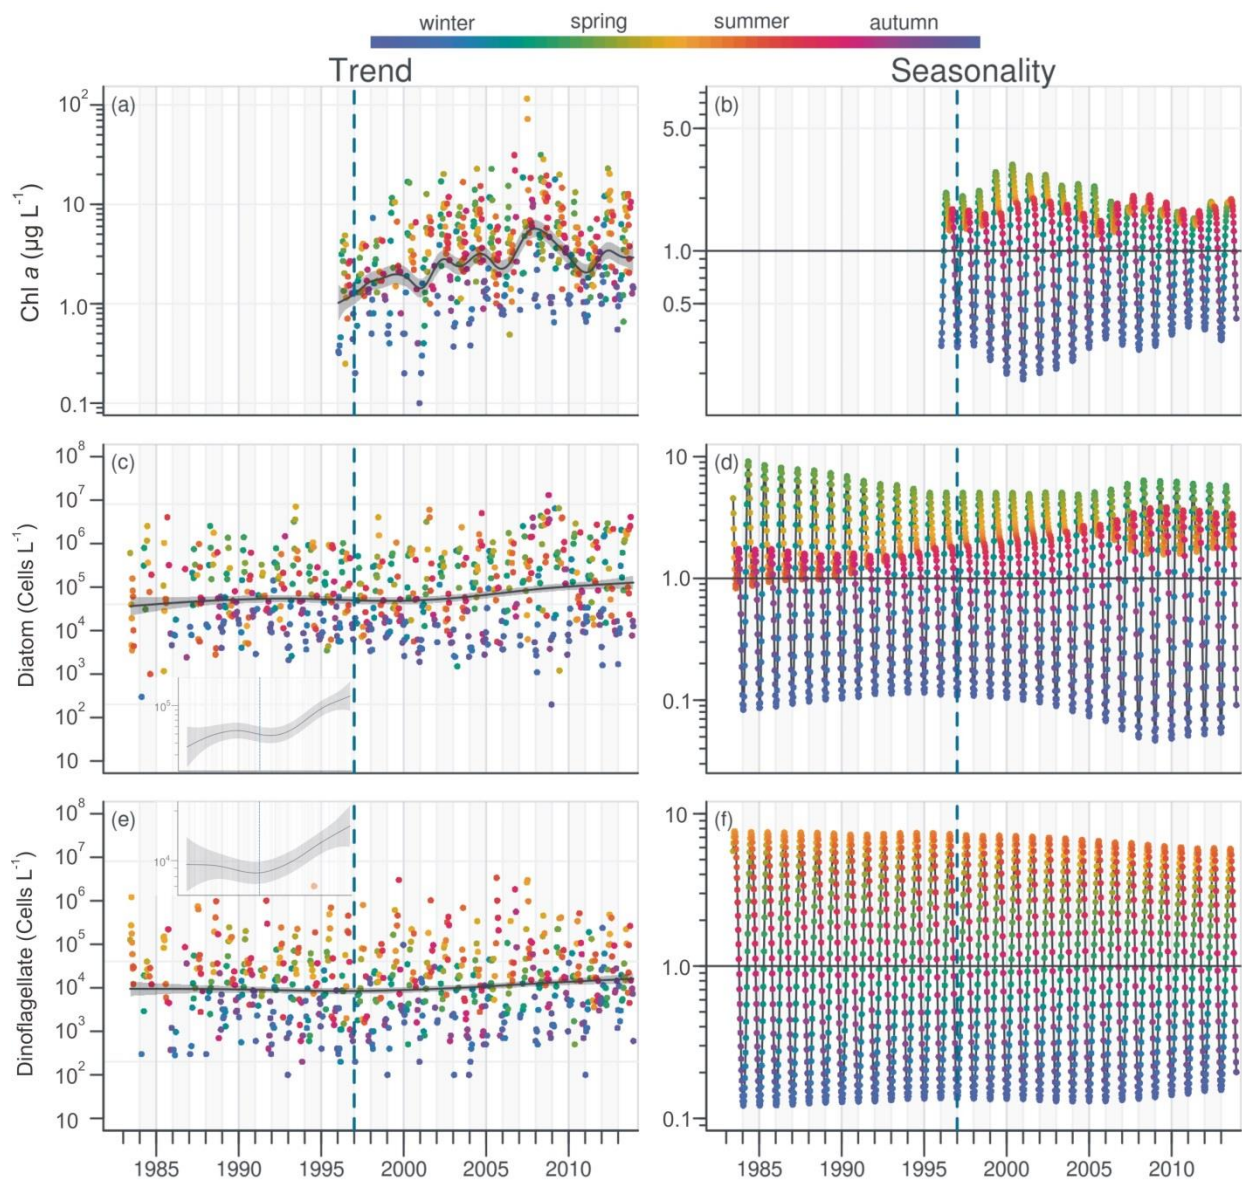 winter spring summer autumn
Trend Seasonality
(a) (b)
10² 10 1.0 0.1
Chl a (µg L⁻¹)
5.0 1.0 0.5
(c) (d)
10⁸ 10⁷ 10⁶ 10⁵ 10⁴ 10³ 10² 10
Diatom (Cells L⁻¹)
10⁵
10 1.0 0.1
(e) (f)
10⁸ 10⁷ 10⁶ 10⁵ 10⁴ 10³ 10² 10
Dinoflagellate (Cells L⁻¹)
10⁴
10 1.0 0.1
1985 1990 1995 2000 2005 2010 1985 1990 1995 2000 2005 2010